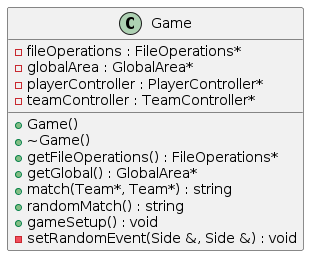 C Game
fileOperations : FileOperations*
globalArea : GlobalArea*
playerController : PlayerController*
teamController : TeamController*
Game()
~Game()
getFileOperations() : FileOperations*
getGlobal() : GlobalArea*
match(Team*, Team*) : string
randomMatch() : string
gameSetup() : void
setRandomEvent(Side &, Side &) : void